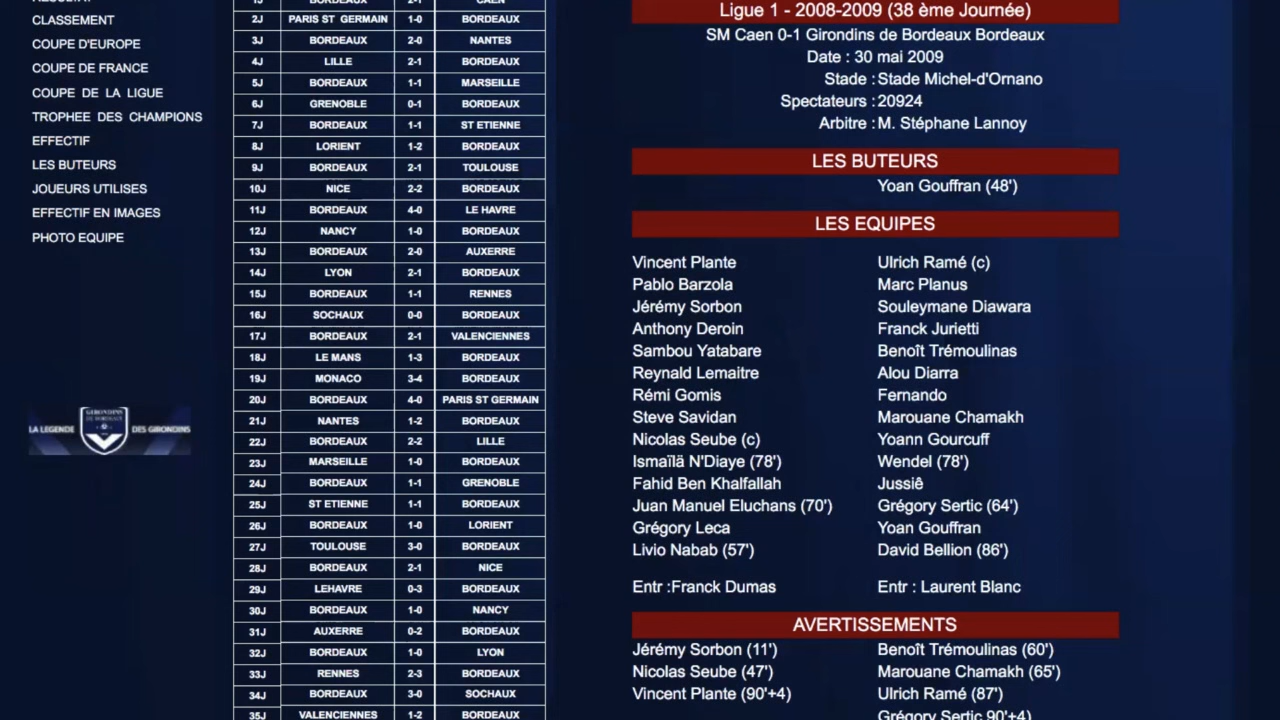 RESULTAT
CLASSEMENT
COUPE D'EUROPE
COUPE DE FRANCE
COUPE DE LA LIGUE
TROPHEE DES CHAMPIONS
EFFECTIF
LES BUTEURS
JOUEURS UTILISES
EFFECTIF EN IMAGES
PHOTO EQUIPE
LA LEGENDE GIRONDINS DE BORDEAUX DES GIRONDINS
1J BORDEAUX 2-1 CAEN
2J PARIS ST GERMAIN 1-0 BORDEAUX
3J BORDEAUX 2-0 NANTES
4J LILLE 2-1 BORDEAUX
5J BORDEAUX 1-1 MARSEILLE
6J GRENOBLE 0-1 BORDEAUX
7J BORDEAUX 1-1 ST ETIENNE
8J LORIENT 1-2 BORDEAUX
9J BORDEAUX 2-1 TOULOUSE
10J NICE 2-2 BORDEAUX
11J BORDEAUX 4-0 LE HAVRE
12J NANCY 1-0 BORDEAUX
13J BORDEAUX 2-0 AUXERRE
14J LYON 2-1 BORDEAUX
15J BORDEAUX 1-1 RENNES
16J SOCHAUX 0-0 BORDEAUX
17J BORDEAUX 2-1 VALENCIENNES
18J LE MANS 1-3 BORDEAUX
19J MONACO 3-4 BORDEAUX
20J BORDEAUX 4-0 PARIS ST GERMAIN
21J NANTES 1-2 BORDEAUX
22J BORDEAUX 2-2 LILLE
23J MARSEILLE 1-0 BORDEAUX
24J BORDEAUX 1-1 GRENOBLE
25J ST ETIENNE 1-1 BORDEAUX
26J BORDEAUX 1-0 LORIENT
27J TOULOUSE 3-0 BORDEAUX
28J BORDEAUX 2-1 NICE
29J LEHAVRE 0-3 BORDEAUX
30J BORDEAUX 1-0 NANCY
31J AUXERRE 0-2 BORDEAUX
32J BORDEAUX 1-0 LYON
33J RENNES 2-3 BORDEAUX
34J BORDEAUX 3-0 SOCHAUX
35J VALENCIENNES 1-2 BORDEAUX
Ligue 1 - 2008-2009 (38 ème Journée)
SM Caen 0-1 Girondins de Bordeaux Bordeaux
Date : 30 mai 2009
Stade : Stade Michel-d'Ornano
Spectateurs : 20924
Arbitre : M. Stéphane Lannoy
LES BUTEURS
Yoan Gouffran (48')
LES EQUIPES
Vincent Plante Ulrich Ramé (c)
Pablo Barzola Marc Planus
Jérémy Sorbon Souleymane Diawara
Anthony Deroin Franck Jurietti
Sambou Yatabare Benoît Trémoulinas
Reynald Lemaitre Alou Diarra
Rémi Gomis Fernando
Steve Savidan Marouane Chamakh
Nicolas Seube (c) Yoann Gourcuff
Ismaïlä N'Diaye (78') Wendel (78')
Fahid Ben Khalfallah Jussiê
Juan Manuel Eluchans (70') Grégory Sertic (64')
Grégory Leca Yoan Gouffran
Livio Nabab (57') David Bellion (86')
Entr :Franck Dumas Entr : Laurent Blanc
AVERTISSEMENTS
Jérémy Sorbon (11') Benoît Trémoulinas (60')
Nicolas Seube (47') Marouane Chamakh (65')
Vincent Plante (90'+4) Ulrich Ramé (87')
Grégory Sertic 90'+4)